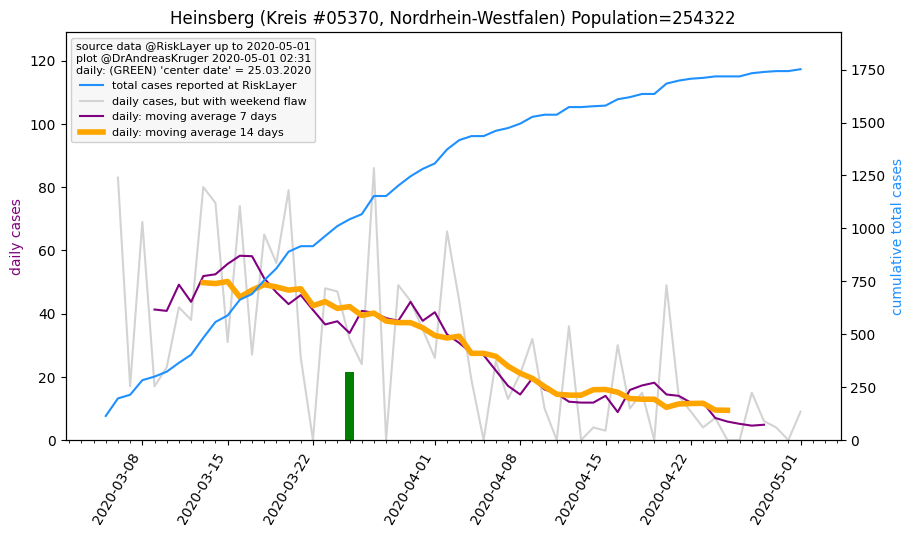 Heinsberg (Kreis #05370, Nordrhein-Westfalen) Population=254322
source data @RiskLayer up to 2020-05-01
plot @DrAndreasKruger 2020-05-01 02:31
daily: (GREEN) 'center date' = 25.03.2020
total cases reported at RiskLayer
daily cases, but with weekend flaw
daily: moving average 7 days
daily: moving average 14 days
daily cases
120
100
80
60
40
20
0
cumulative total cases
1750
1500
1250
1000
750
500
250
0
2020-03-08
2020-03-15
2020-03-22
2020-04-01
2020-04-08
2020-04-15
2020-04-22
2020-05-01